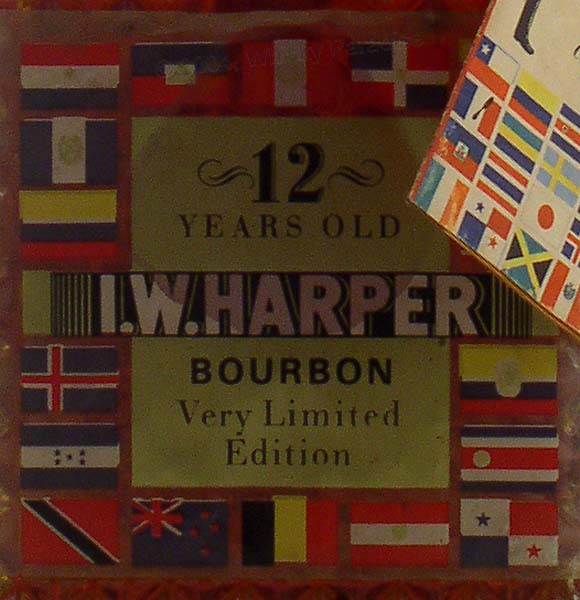 12
YEARS OLD
I.W.HARPER
BOURBON
Very Limited
Edition